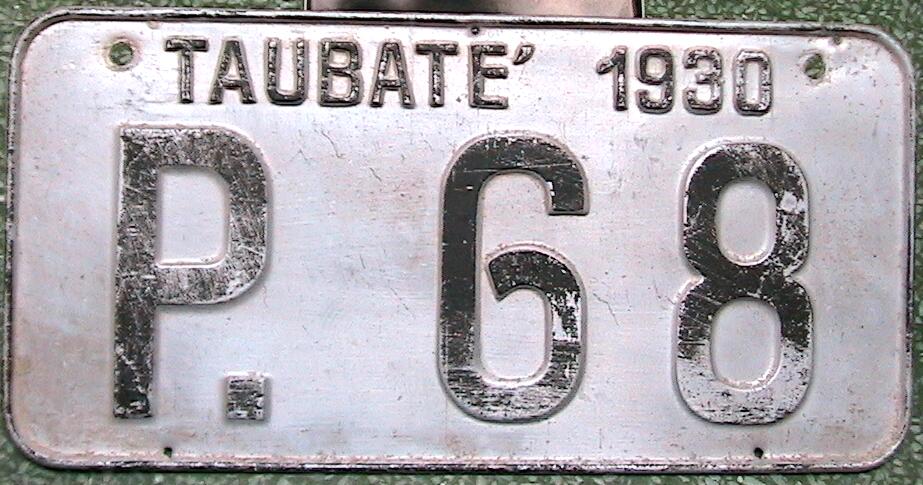 TAUBATE' 1930
P. 68